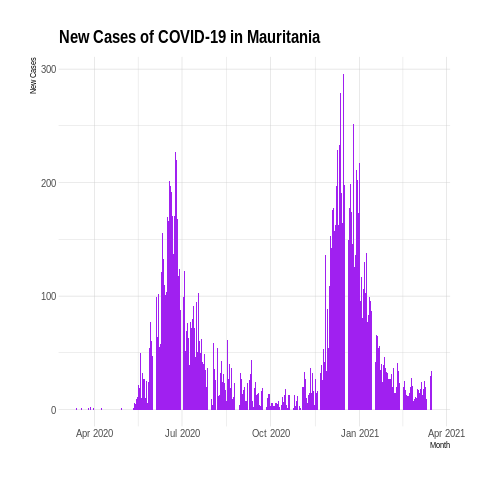 New Cases of COVID-19 in Mauritania
New Cases
300
200
100
0
Apr 2020
Jul 2020
Oct 2020
Jan 2021
Apr 2021
Month